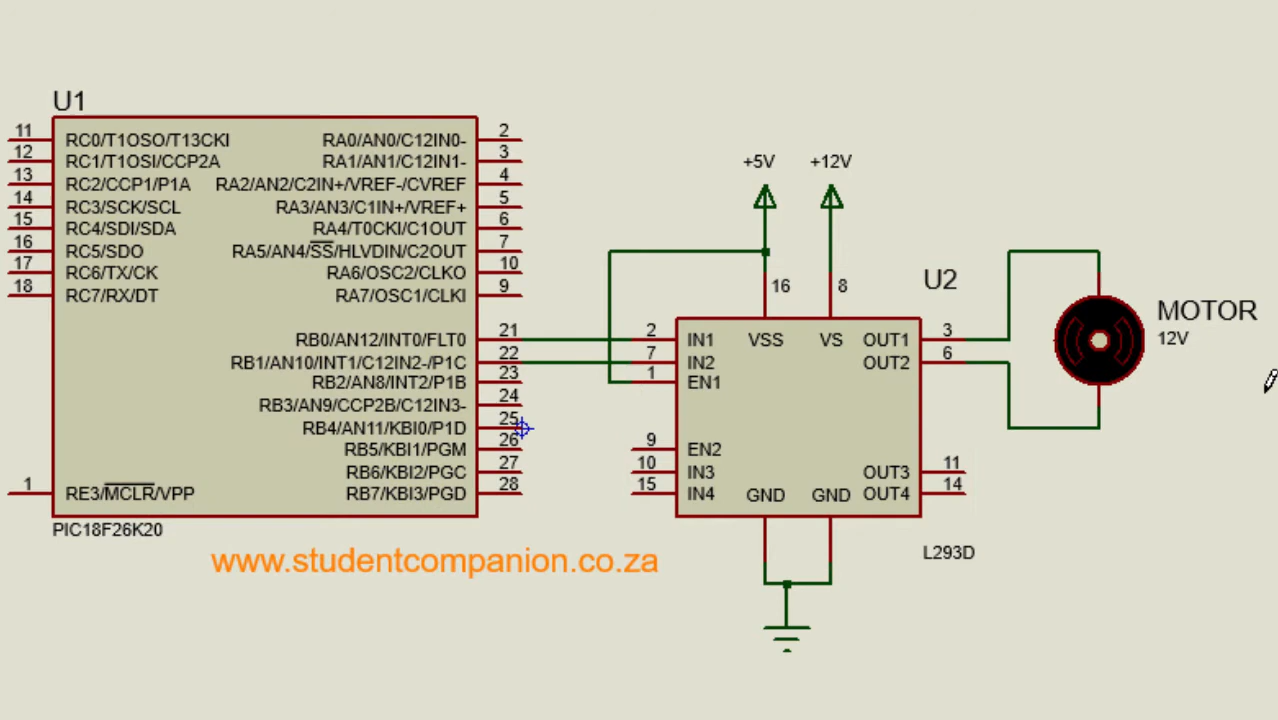 U1
11 RC0/T1OSO/T13CKI RA0/AN0/C12IN0- 2
12 RC1/T1OSI/CCP2A RA1/AN1/C12IN1- 3
13 RC2/CCP1/P1A RA2/AN2/C2IN+/VREF-/CVREF 4
14 RC3/SCK/SCL RA3/AN3/C1IN+/VREF+ 5
15 RC4/SDI/SDA RA4/T0CKI/C1OUT 6
16 RC5/SDO RA5/AN4/SS/HLVDIN/C2OUT 7
17 RC6/TX/CK RA6/OSC2/CLKO 10
18 RC7/RX/DT RA7/OSC1/CLKI 9
RB0/AN12/INT0/FLT0 21
RB1/AN10/INT1/C12IN2-/P1C 22
RB2/AN8/INT2/P1B 23
RB3/AN9/CCP2B/C12IN3- 24
RB4/AN11/KBI0/P1D 25
RB5/KBI1/PGM 26
RB6/KBI2/PGC 27
1 RE3/MCLR/VPP RB7/KBI3/PGD 28
PIC18F26K20
www.studentcompanion.co.za
+5V +12V
16 8
U2
2 IN1 VSS VS OUT1 3
7 IN2 OUT2 6
1 EN1
9 EN2
10 IN3 OUT3 11
15 IN4 GND GND OUT4 14
L293D
MOTOR
12V